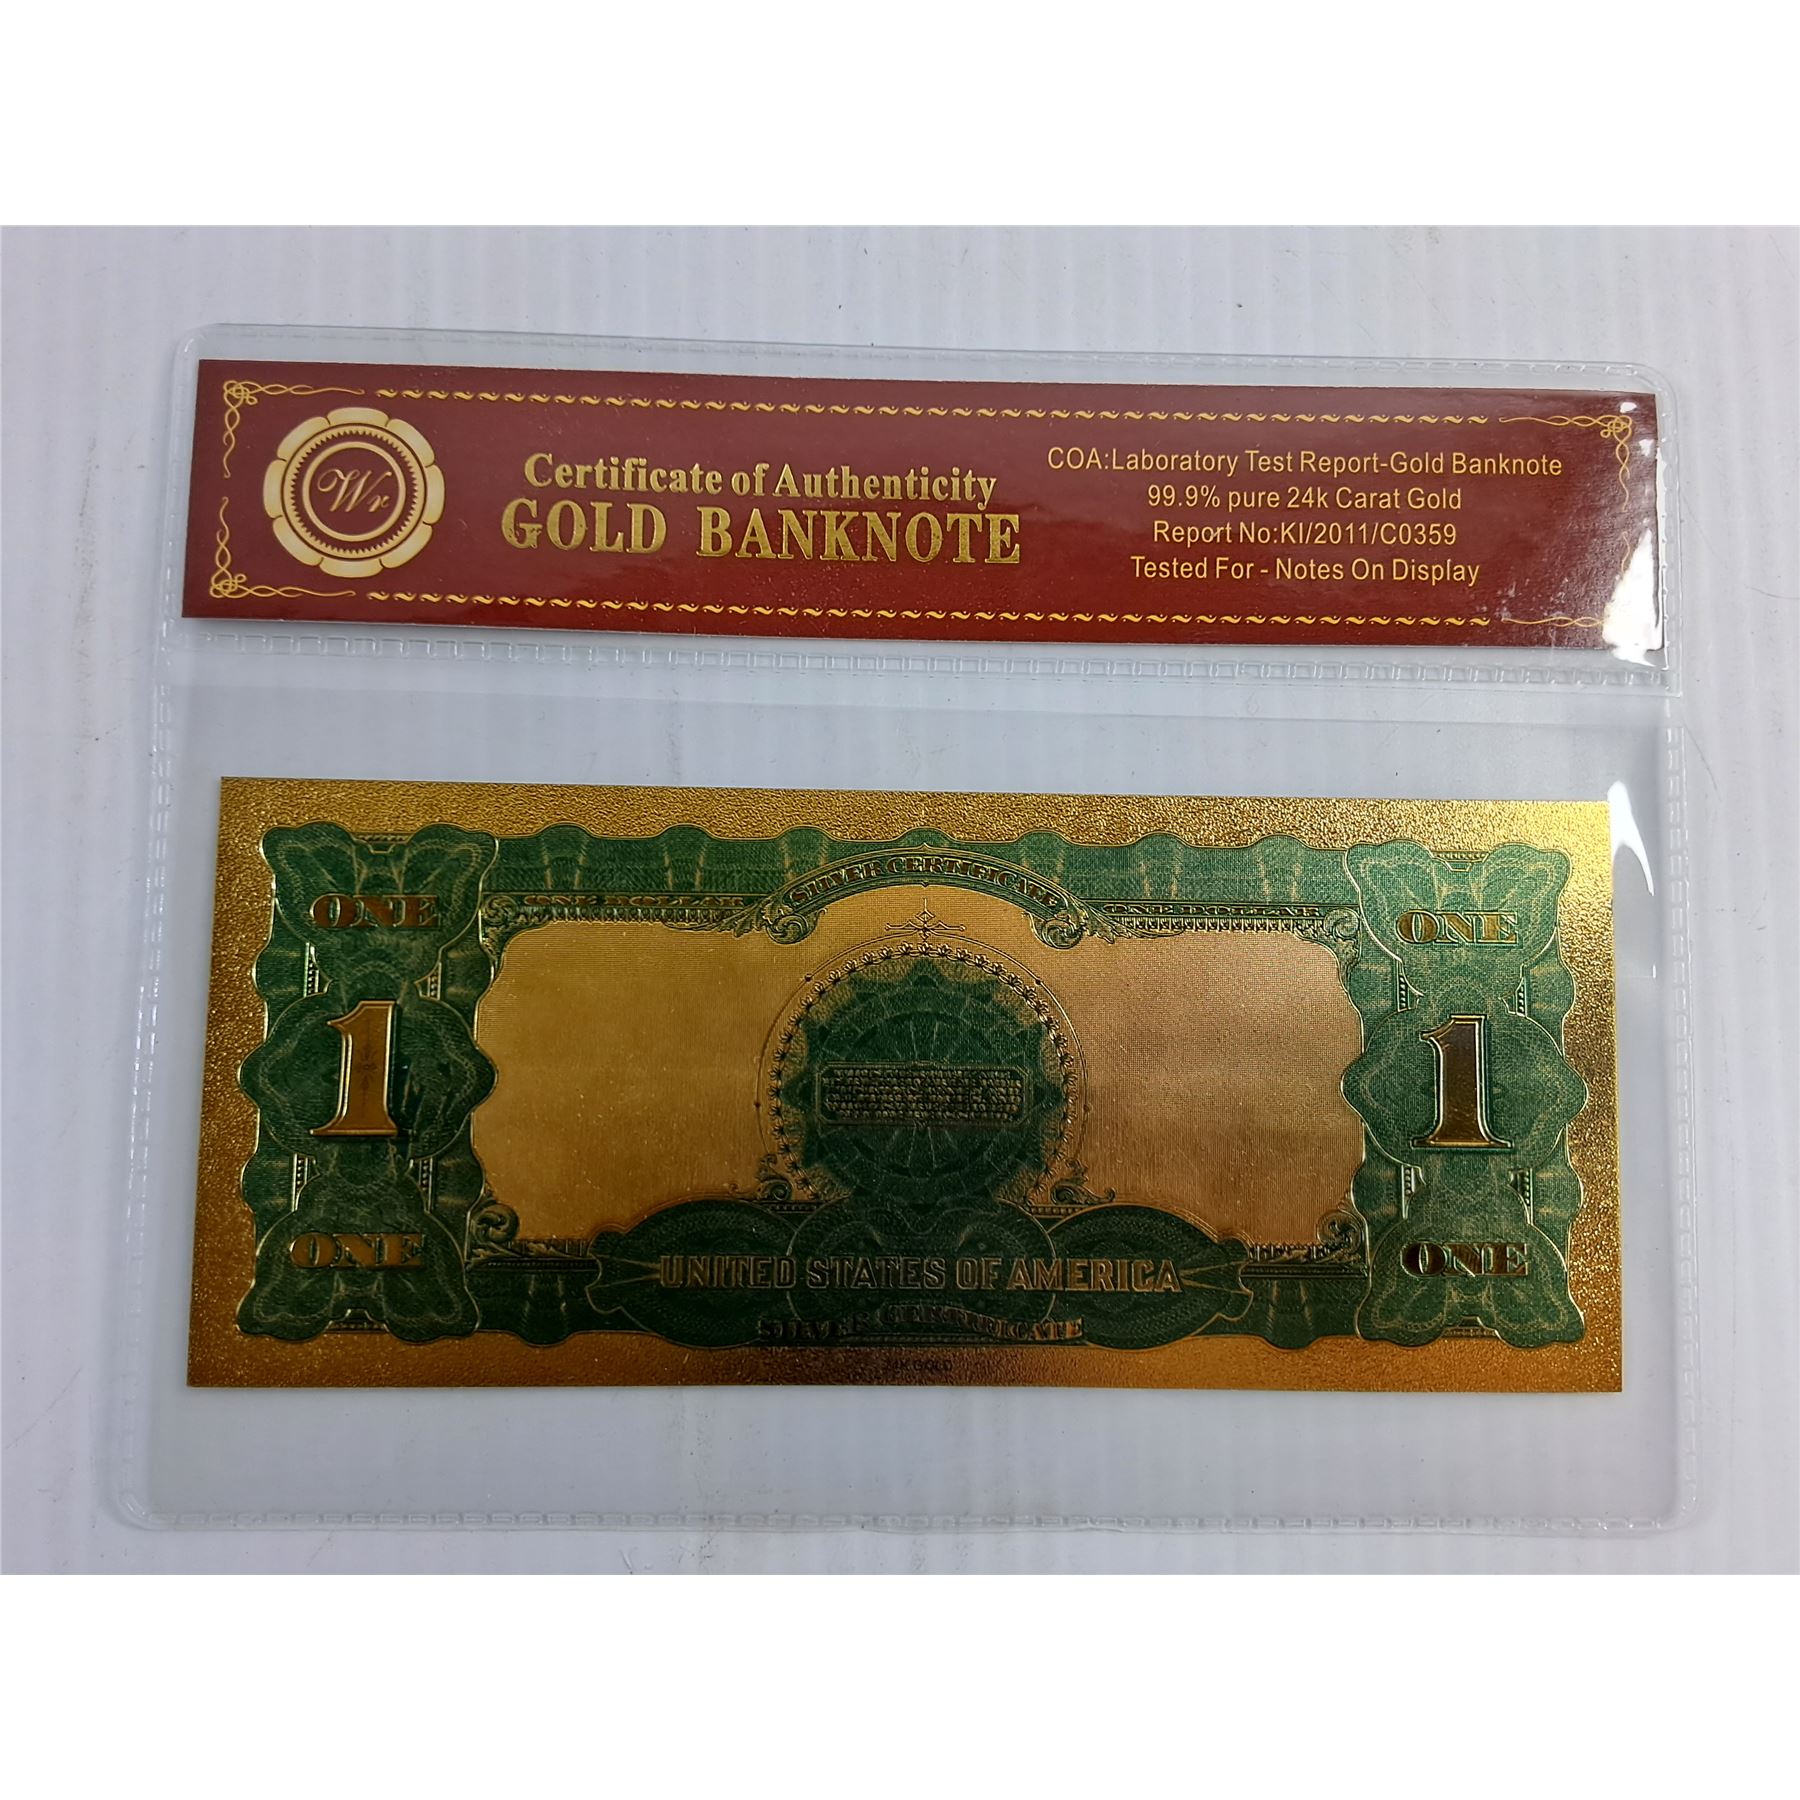 Wr
Certificate of Authenticity
GOLD BANKNOTE
COA:Laboratory Test Report-Gold Banknote
99.9% pure 24k Carat Gold
Report No:KI/2011/C0359
Tested For - Notes On Display
SILVER CERTIFICATE
ONE DOLLAR
ONE DOLLAR
ONE
ONE
1
1
ONE
ONE
UNITED STATES OF AMERICA
SILVER CERTIFICATE
24K GOLD